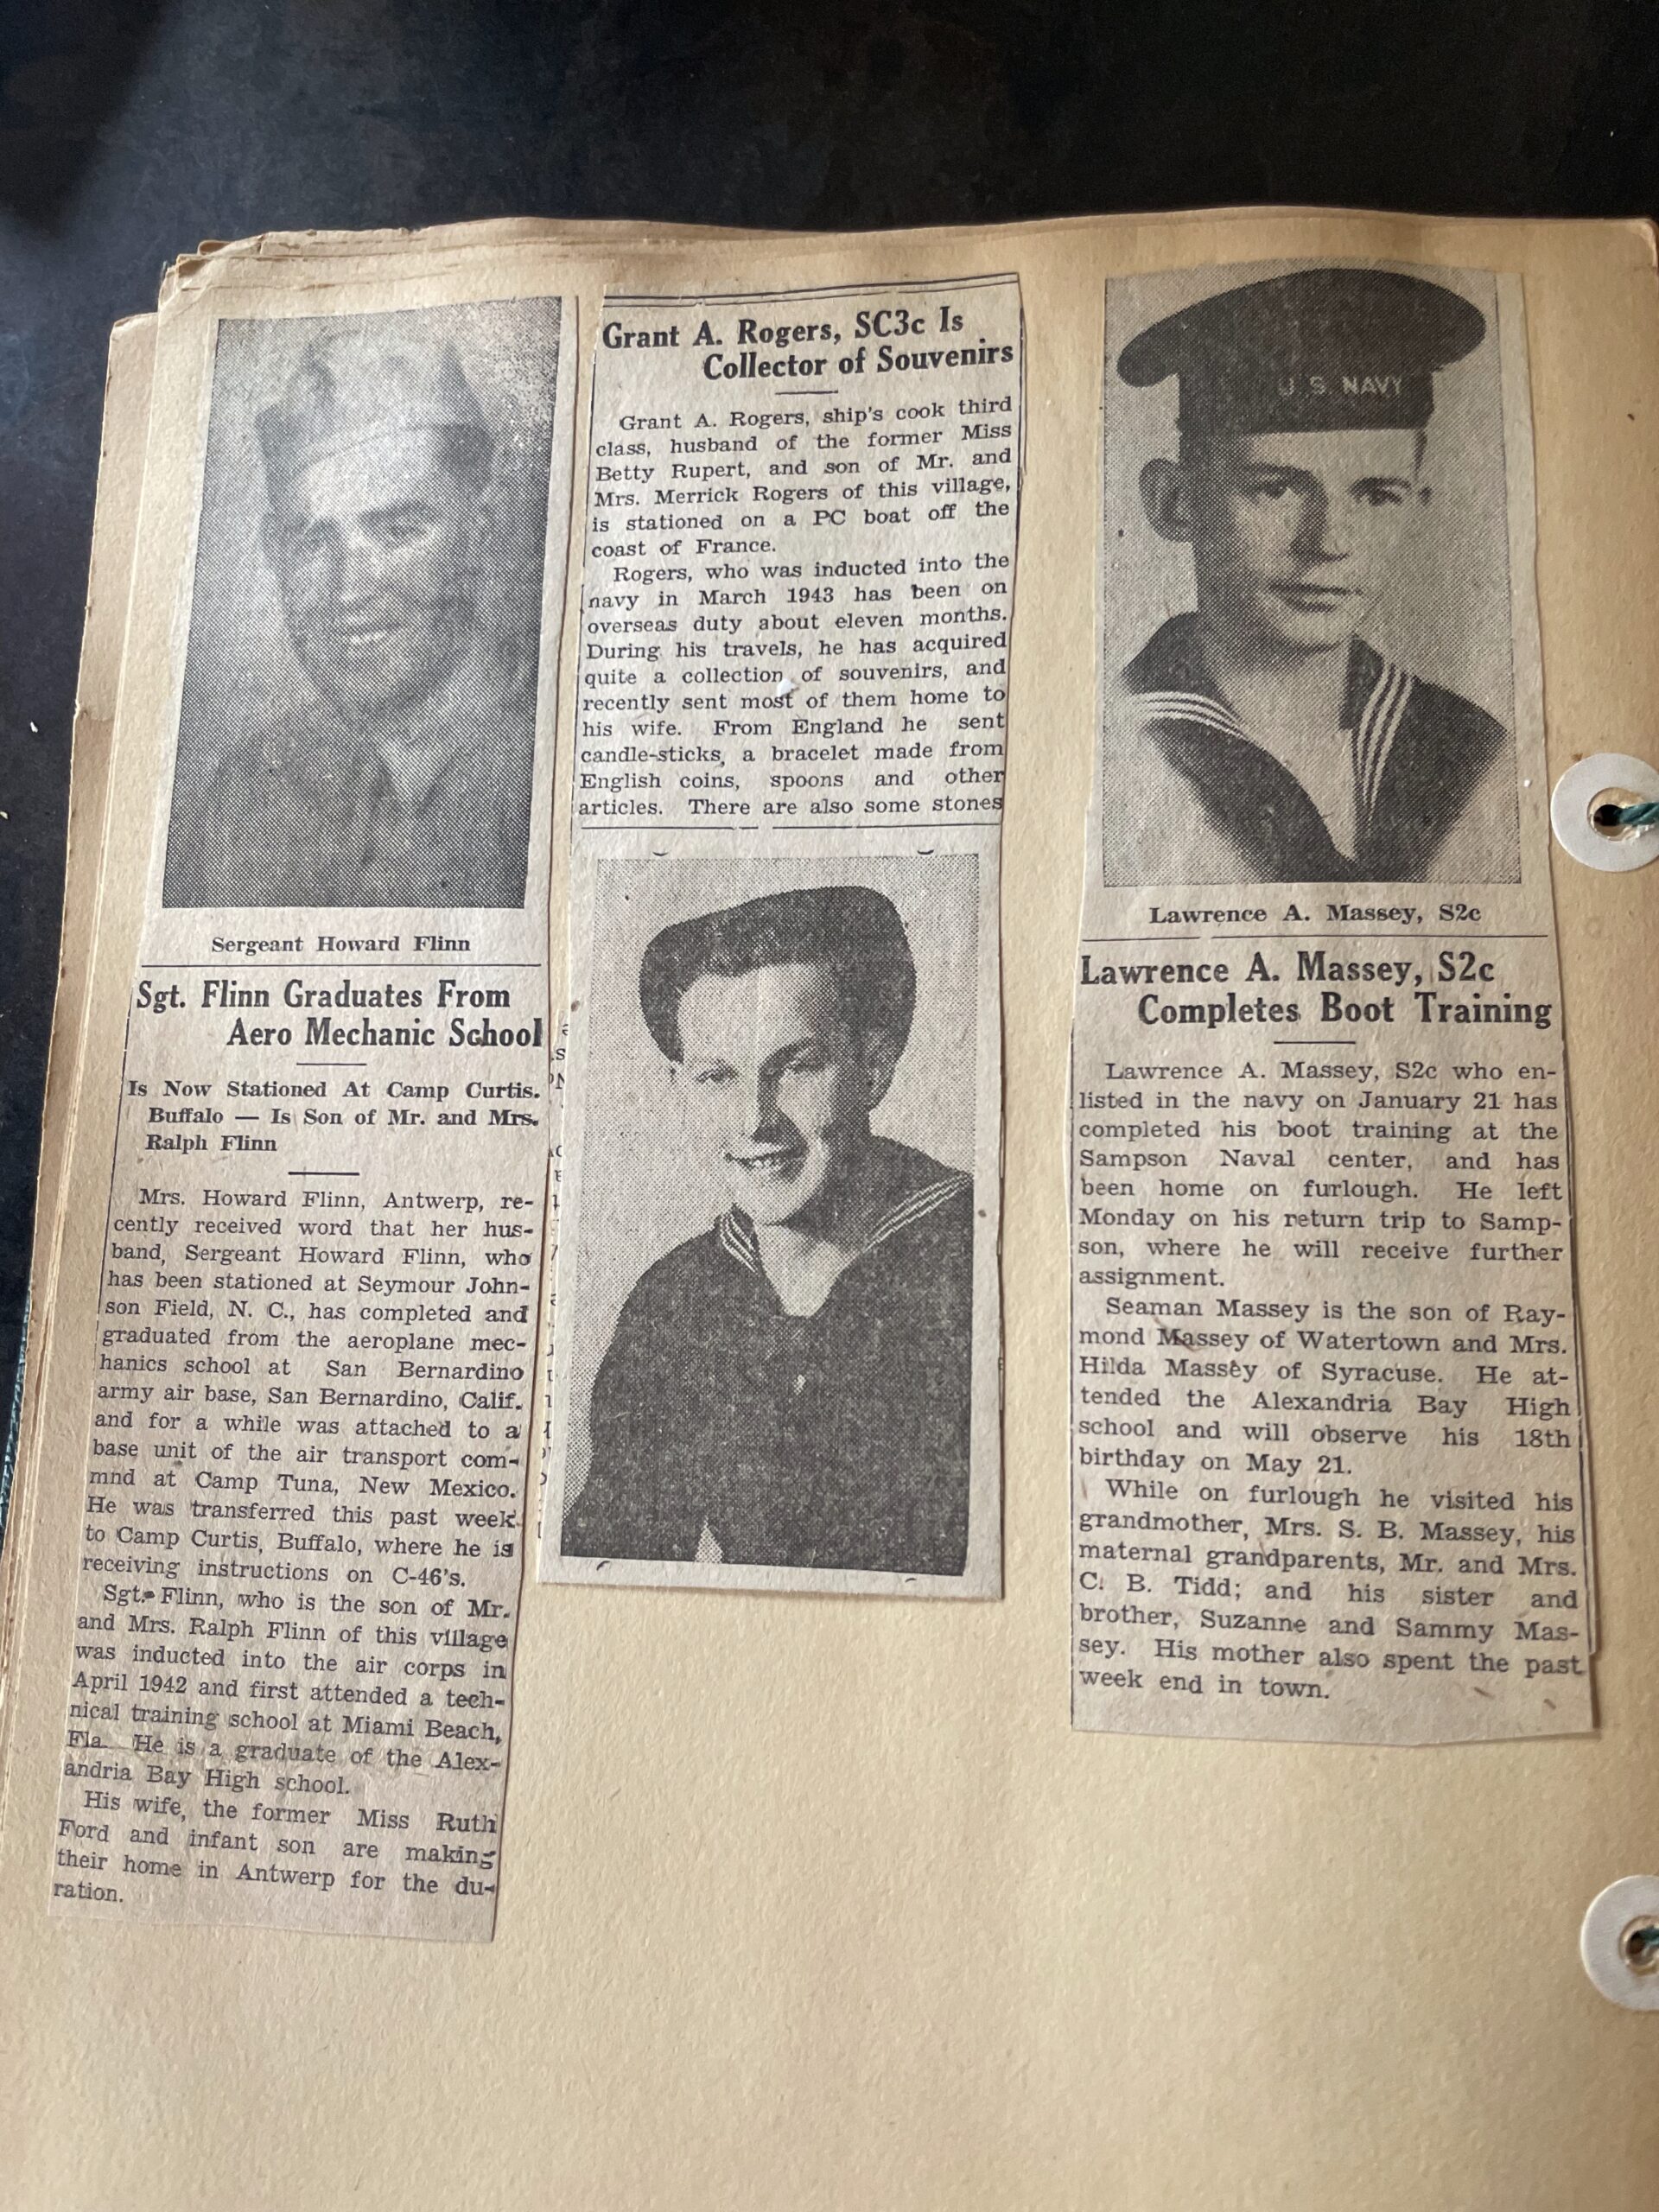 Sergeant Howard Flinn
Sgt. Flinn Graduates From
Aero Mechanic School
Is Now Stationed At Camp Curtis.
Buffalo — Is Son of Mr. and Mrs.
Ralph Flinn
Mrs. Howard Flinn, Antwerp, re-
cently received word that her hus-
band, Sergeant Howard Flinn, who
has been stationed at Seymour John-
son Field, N. C., has completed and
graduated from the aeroplane mec-
hanics school at San Bernardino
army air base, San Bernardino, Calif.
and for a while was attached to a
base unit of the air transport com-
mnd at Camp Tuna, New Mexico.
He was transferred this past week
to Camp Curtis, Buffalo, where he is
receiving instructions on C-46's.
Sgt. Flinn, who is the son of Mr.
and Mrs. Ralph Flinn of this village
was inducted into the air corps in
April 1942 and first attended a tech-
nical training school at Miami Beach,
Fla. He is a graduate of the Alex-
andria Bay High school.
His wife, the former Miss Ruth
Ford and infant son are making
their home in Antwerp for the du-
ration.
Grant A. Rogers, SC3c Is
Collector of Souvenirs
Grant A. Rogers, ship's cook third
class, husband of the former Miss
Betty Rupert, and son of Mr. and
Mrs. Merrick Rogers of this village,
is stationed on a PC boat off the
coast of France.
Rogers, who was inducted into the
navy in March 1943 has been on
overseas duty about eleven months.
During his travels, he has acquired
quite a collection of souvenirs, and
recently sent most of them home to
his wife. From England he sent
candle-sticks, a bracelet made from
English coins, spoons and other
articles. There are also some stones
U. S. NAVY
Lawrence A. Massey, S2c
Lawrence A. Massey, S2c
Completes Boot Training
Lawrence A. Massey, S2c who en-
listed in the navy on January 21 has
completed his boot training at the
Sampson Naval center, and has
been home on furlough. He left
Monday on his return trip to Samp-
son, where he will receive further
assignment.
Seaman Massey is the son of Ray-
mond Massey of Watertown and Mrs.
Hilda Massey of Syracuse. He at-
tended the Alexandria Bay High
school and will observe his 18th
birthday on May 21.
While on furlough he visited his
grandmother, Mrs. S. B. Massey, his
maternal grandparents, Mr. and Mrs.
C. B. Tidd; and his sister and
brother, Suzanne and Sammy Mas-
sey. His mother also spent the past
week end in town.